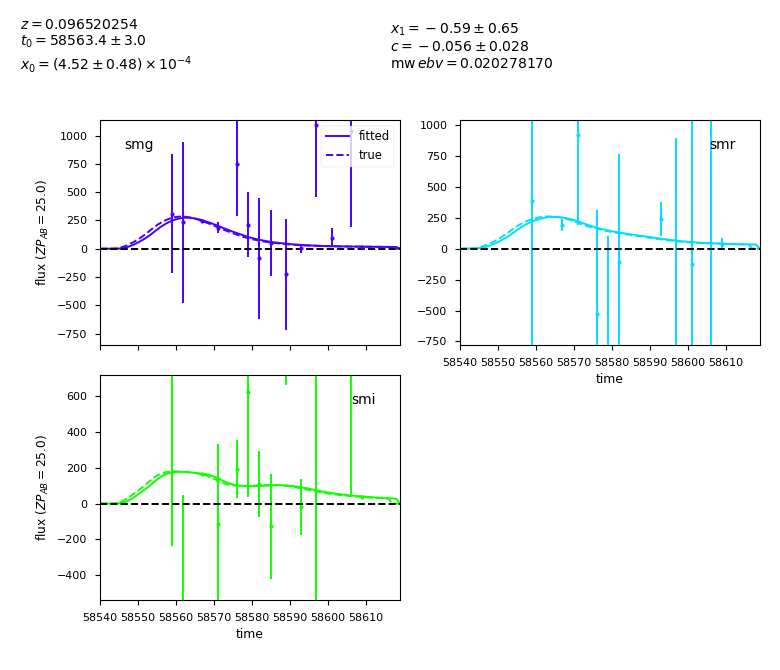 z = 0.096520254
t₀ = 58563.4 ± 3.0
x₀ = (4.52 ± 0.48) × 10⁻⁴
x₁ = −0.59 ± 0.65
c = −0.056 ± 0.028
mw ebv = 0.020278170
smg
fitted
true
1000
750
500
250
0
−250
−500
−750
flux (ZP_AB = 25.0)
smr
1000
750
500
250
0
−250
−500
−750
58540 58550 58560 58570 58580 58590 58600 58610
time
smi
600
400
200
0
−200
−400
flux (ZP_AB = 25.0)
58540 58550 58560 58570 58580 58590 58600 58610
time